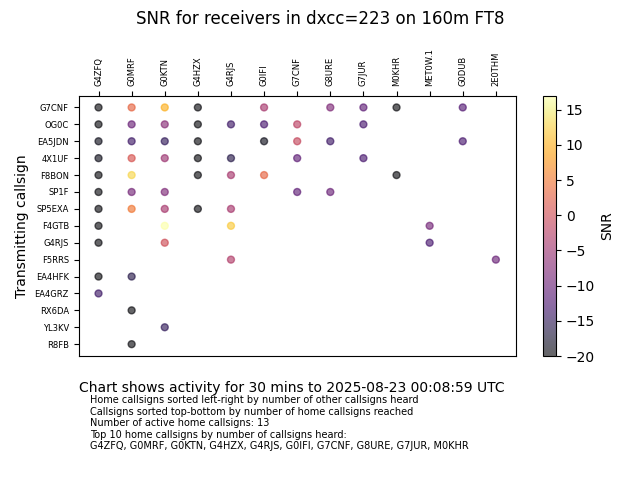 SNR for receivers in dxcc=223 on 160m FT8
G4ZFQ G0MRF G0KTN G4HZX G4RJS G0IFI G7CNF G8URE G7JUR M0KHR MET0W.1 G0DUB 2E0THM
G7CNF
OG0C
EA5JDN
4X1UF
F8BON
SP1F
SP5EXA
F4GTB
G4RJS
F5RRS
EA4HFK
EA4GRZ
RX6DA
YL3KV
R8FB
Transmitting callsign
15
10
5
0
−5
−10
−15
−20
SNR
Chart shows activity for 30 mins to 2025-08-23 00:08:59 UTC
Home callsigns sorted left-right by number of other callsigns heard
Callsigns sorted top-bottom by number of home callsigns reached
Number of active home callsigns: 13
Top 10 home callsigns by number of callsigns heard:
G4ZFQ, G0MRF, G0KTN, G4HZX, G4RJS, G0IFI, G7CNF, G8URE, G7JUR, M0KHR